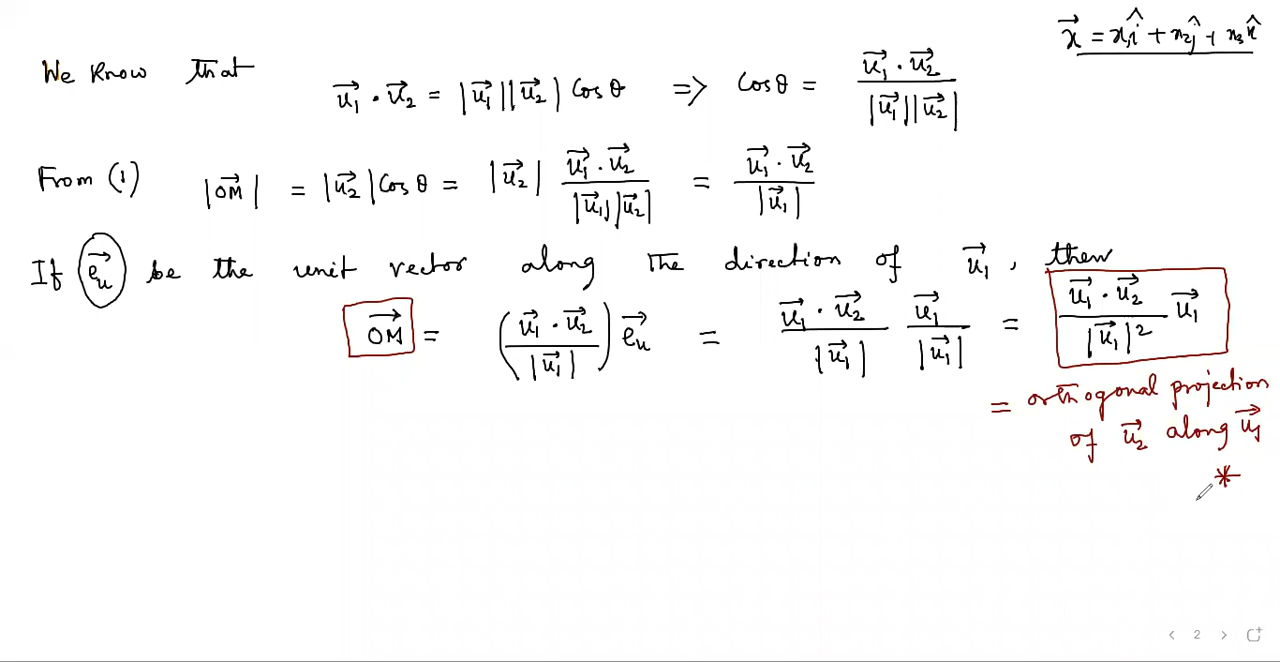 x⃗ = x₁î + x₂ĵ + x₃k̂
We know that
u⃗₁ · u⃗₂ = |u⃗₁||u⃗₂| Cos θ ⇒ Cos θ = (u⃗₁ · u⃗₂) / (|u⃗₁||u⃗₂|)
From (1) |OM⃗| = |u⃗₂| Cos θ = |u⃗₂| (u⃗₁ · u⃗₂) / (|u⃗₁||u⃗₂|) = (u⃗₁ · u⃗₂) / |u⃗₁|
If e⃗ᵤ be the unit vector along the direction of u⃗₁, then
OM⃗ = ((u⃗₁ · u⃗₂) / |u⃗₁|) e⃗ᵤ = (u⃗₁ · u⃗₂) / |u⃗₁| u⃗₁ / |u⃗₁| = (u⃗₁ · u⃗₂) / |u⃗₁|² u⃗₁
= orthogonal projection
of u⃗₂ along u⃗₁
*
< 2 >